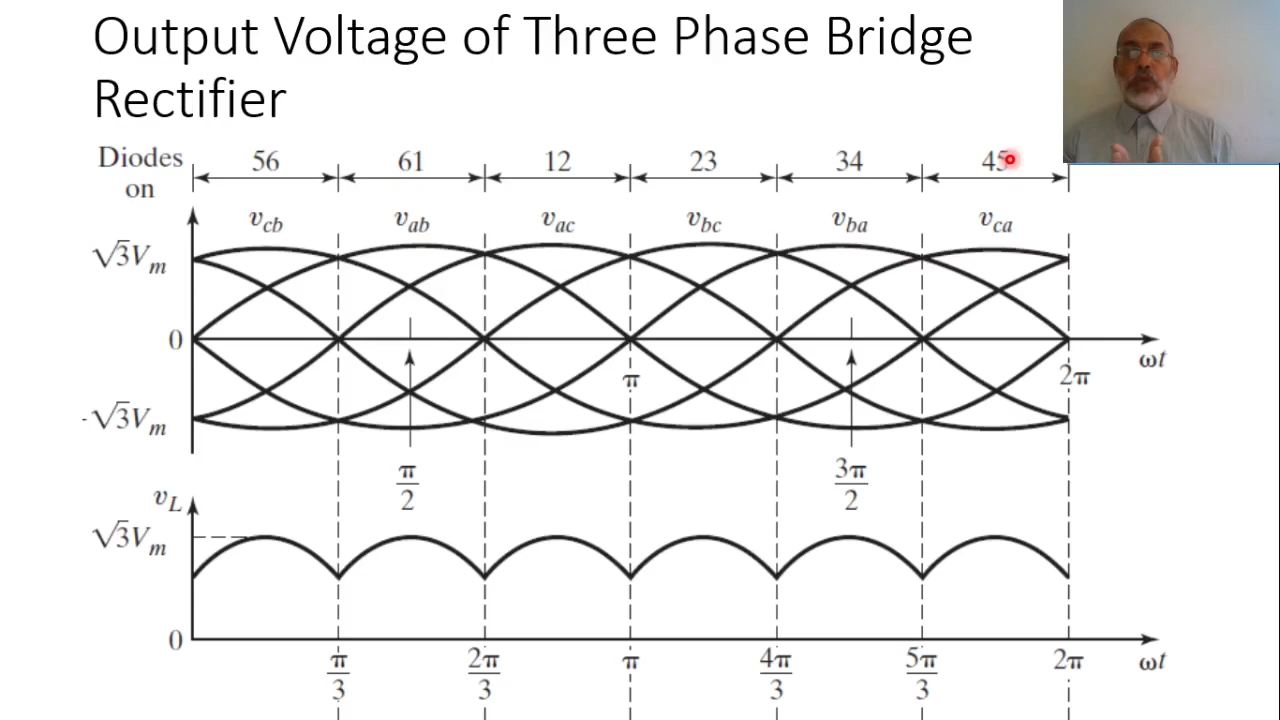 Output Voltage of Three Phase Bridge
Rectifier
Diodes on 56 61 12 23 34 45
v_cb v_ab v_ac v_bc v_ba v_ca
√3V_m
0
ωt
π
2π
-√3V_m
π/2
3π/2
v_L
√3V_m
0
π/3 2π/3 π 4π/3 5π/3 2π ωt